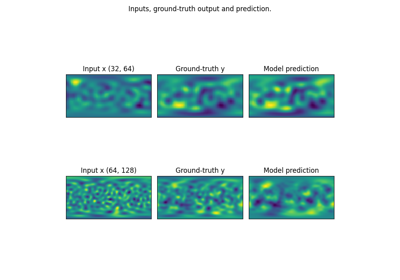 Inputs, ground-truth output and prediction.
Input x (32, 64)
Ground-truth y
Model prediction
Input x (64, 128)
Ground-truth y
Model prediction